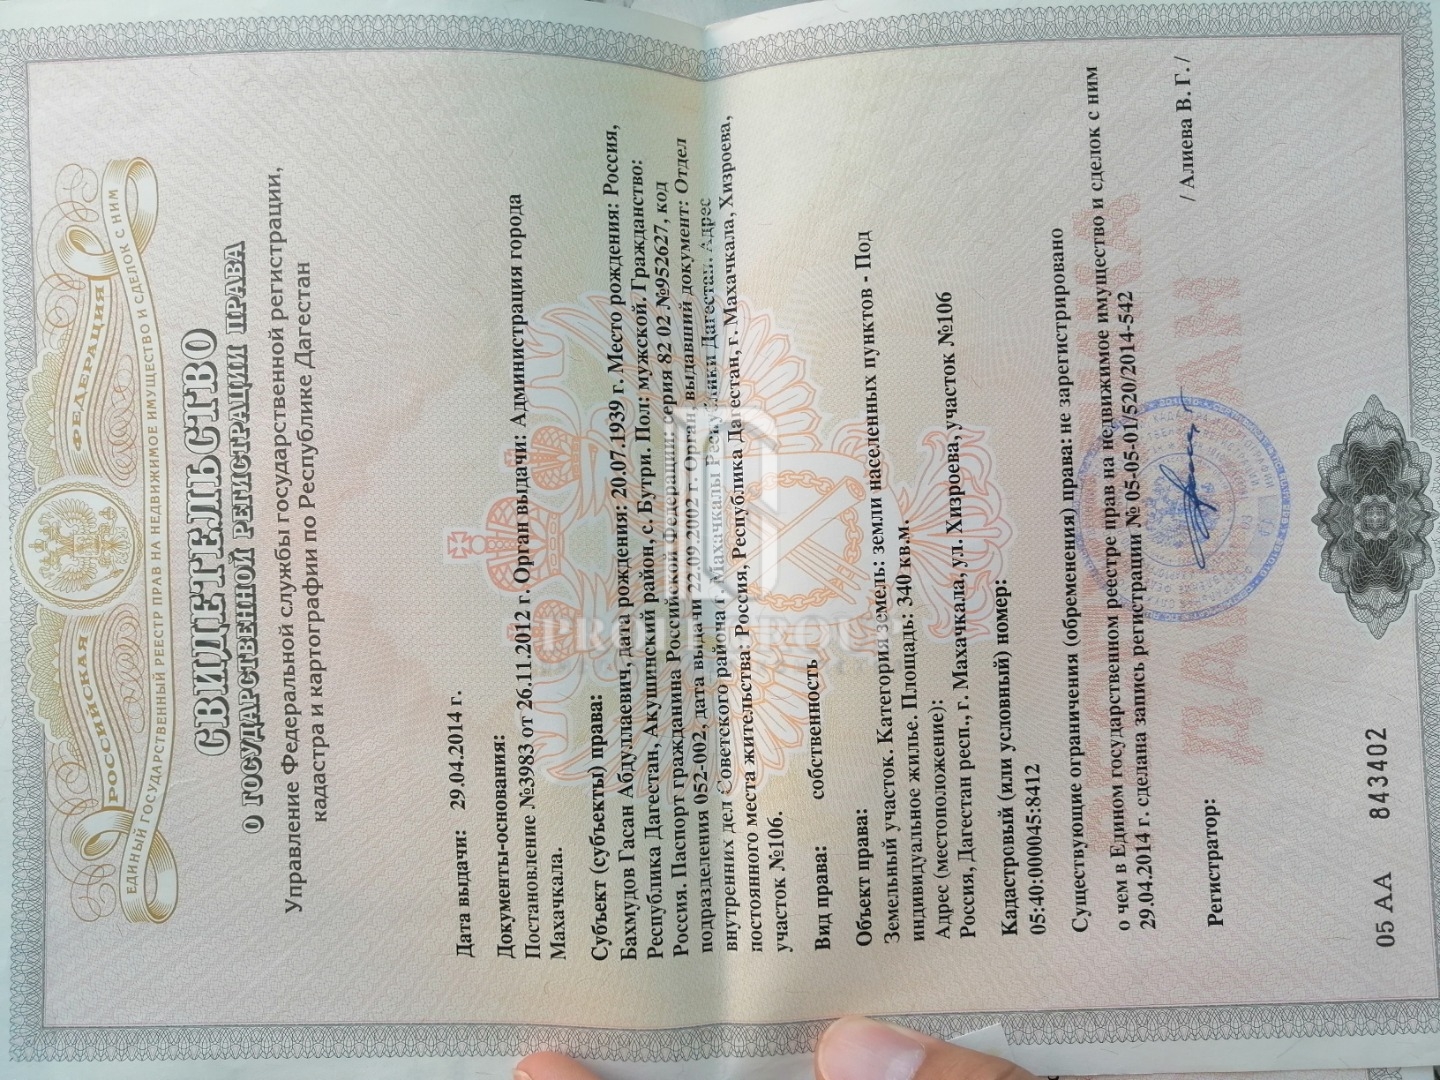 РОССИЙСКАЯ ФЕДЕРАЦИЯ
ЕДИНЫЙ ГОСУДАРСТВЕННЫЙ РЕЕСТР ПРАВ НА НЕДВИЖИМОЕ ИМУЩЕСТВО И СДЕЛОК С НИМ
СВИДЕТЕЛЬСТВО
О ГОСУДАРСТВЕННОЙ РЕГИСТРАЦИИ ПРАВА
Управление Федеральной службы государственной регистрации,
кадастра и картографии по Республике Дагестан
Дата выдачи: 29.04.2014 г.
Документы-основания:
Постановление №3983 от 26.11.2012 г. Орган выдачи: Администрация города
Махачкала.
Субъект (субъекты) права:
Бахмудов Гасан Абдуллаевич, дата рождения: 20.07.1939 г. Место рождения: Россия,
Республика Дагестан, Акушинский район, с. Бутри. Пол: мужской. Гражданство:
Россия. Паспорт гражданина Российской Федерации: серия 82 02 №952627, код
подразделения 052-002, дата выдачи 22.09.2002 г. Орган, выдавший документ: Отдел
внутренних дел Советского района г. Махачкалы Республики Дагестан. Адрес
постоянного места жительства: Россия, Республика Дагестан, г. Махачкала, Хизроева,
участок №106.
Вид права: собственность
Объект права:
Земельный участок. Категория земель: земли населенных пунктов - Под
индивидуальное жилье. Площадь: 340 кв.м.
Адрес (местоположение):
Россия, Дагестан респ., г. Махачкала, ул. Хизроева, участок №106
Кадастровый (или условный) номер:
05:40:000045:8412
Существующие ограничения (обременения) права: не зарегистрировано
о чем в Едином государственном реестре прав на недвижимое имущество и сделок с ним
29.04.2014 г. сделана запись регистрации № 05-05-01/520/2014-542
Регистратор: / Алиева В. Г. /
05 АА 843402